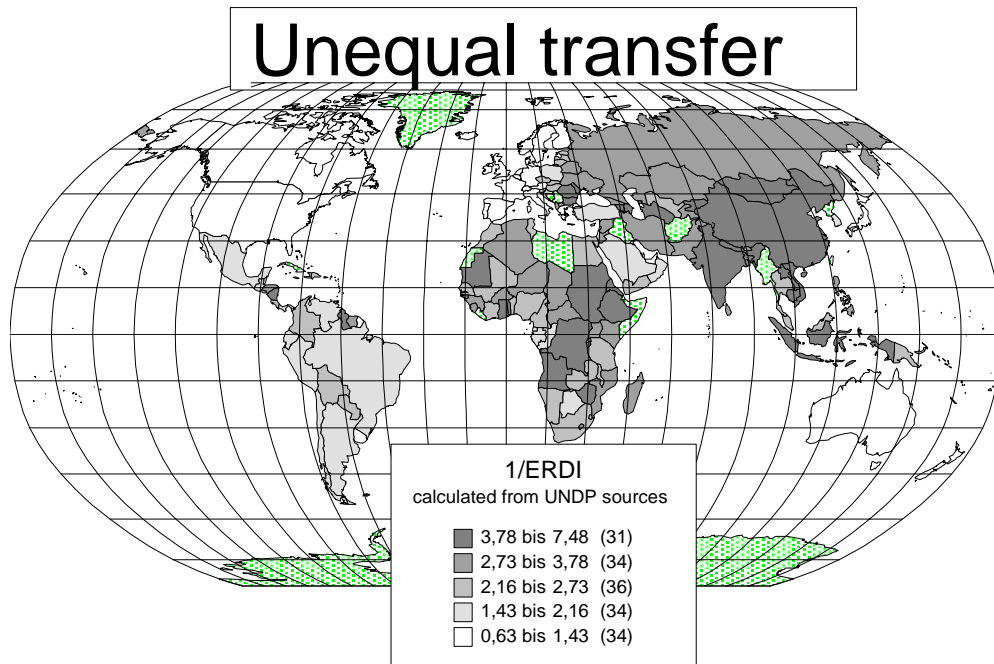 Unequal transfer
1/ERDI
calculated from UNDP sources
3,78 bis 7,48 (31)
2,73 bis 3,78 (34)
2,16 bis 2,73 (36)
1,43 bis 2,16 (34)
0,63 bis 1,43 (34)